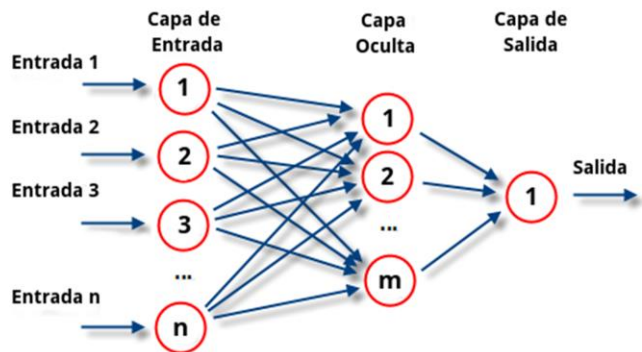 Capa de
Entrada
Capa
Oculta
Capa de
Salida
Entrada 1
1
Entrada 2
2
Entrada 3
3
...
Entrada n
n
1
2
...
m
1
Salida